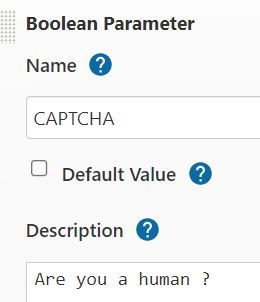 Boolean Parameter
Name ?
CAPTCHA
Default Value ?
Description ?
Are you a human ?